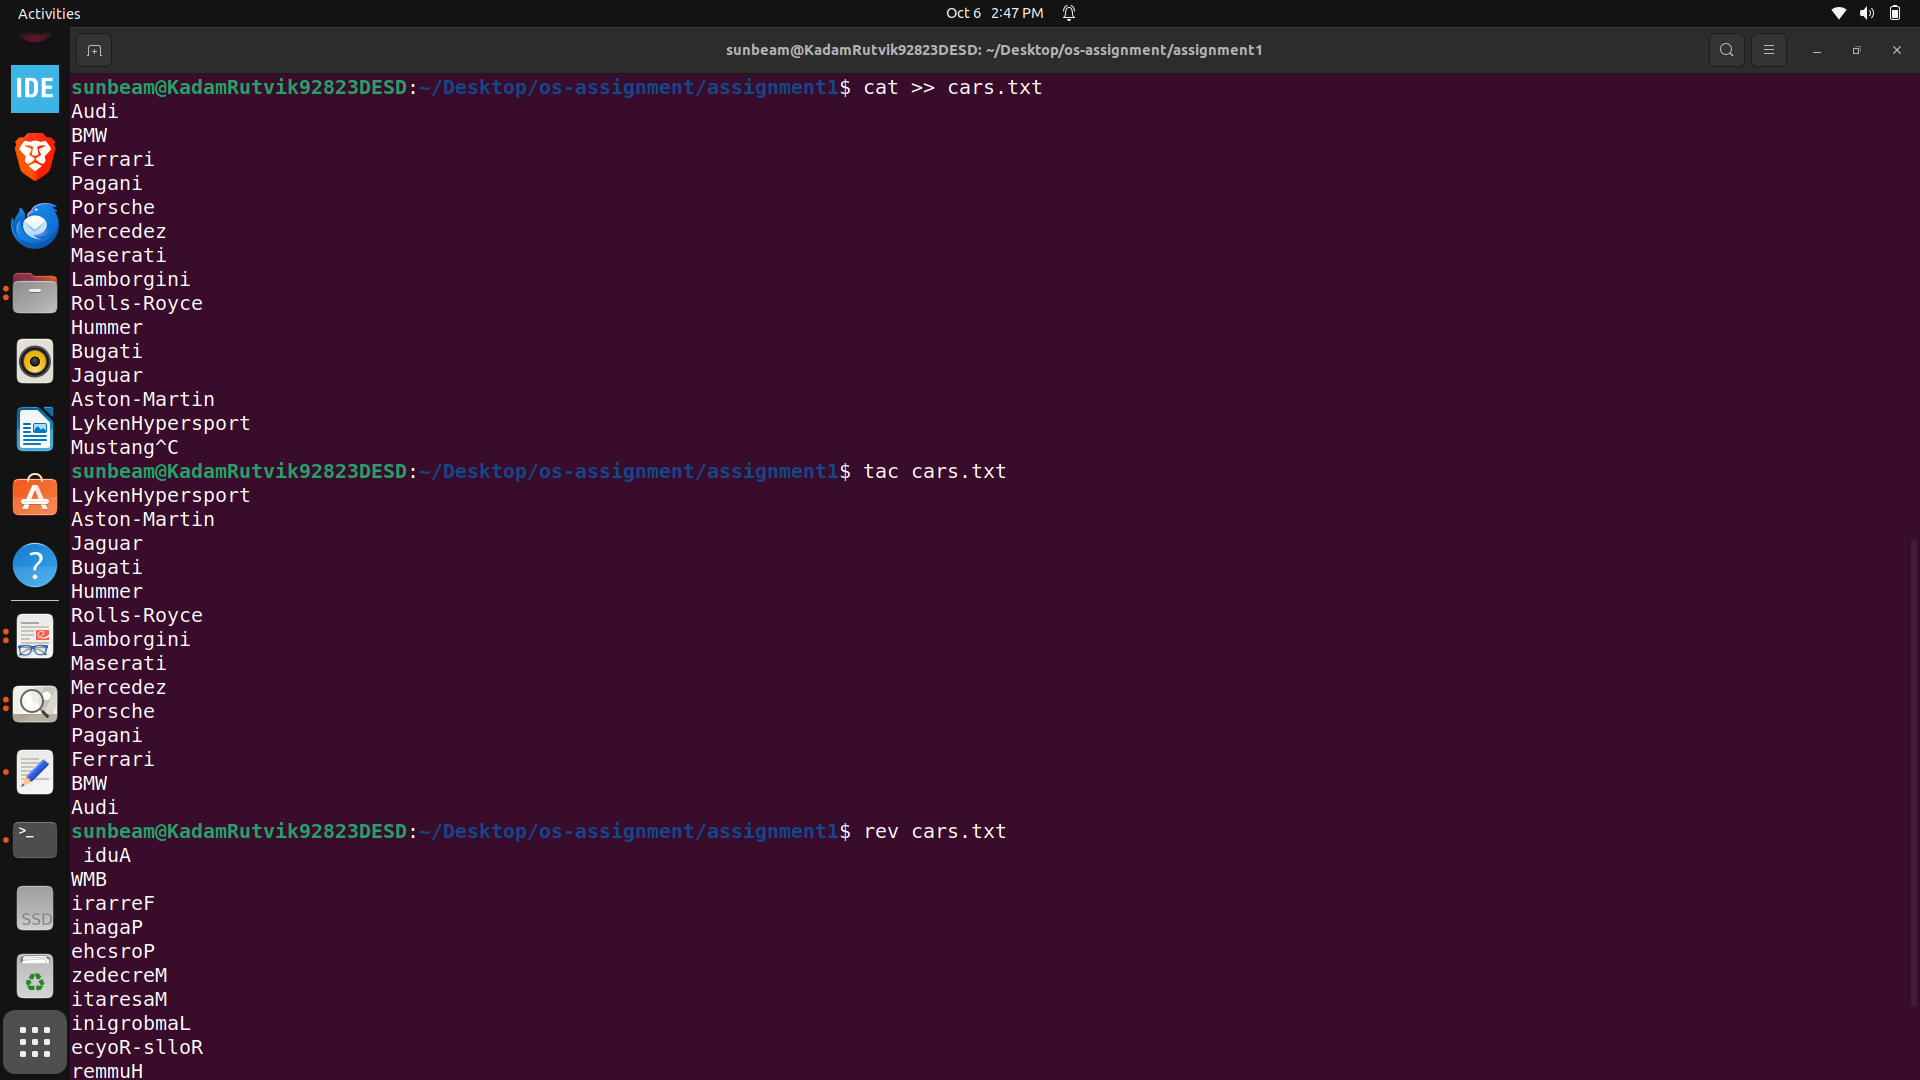 Activities
Oct 6 2:47 PM
sunbeam@KadamRutvik92823DESD: ~/Desktop/os-assignment/assignment1
IDE
sunbeam@KadamRutvik92823DESD:~/Desktop/os-assignment/assignment1$ cat >> cars.txt
Audi
BMW
Ferrari
Pagani
Porsche
Mercedez
Maserati
Lamborgini
Rolls-Royce
Hummer
Bugati
Jaguar
Aston-Martin
LykenHypersport
Mustang^C
sunbeam@KadamRutvik92823DESD:~/Desktop/os-assignment/assignment1$ tac cars.txt
LykenHypersport
Aston-Martin
Jaguar
Bugati
Hummer
Rolls-Royce
Lamborgini
Maserati
Mercedez
Porsche
Pagani
Ferrari
BMW
Audi
sunbeam@KadamRutvik92823DESD:~/Desktop/os-assignment/assignment1$ rev cars.txt
 iduA
WMB
irarreF
inagaP
ehcsroP
zedecreM
itaresaM
inigrobmaL
ecyoR-slloR
remmuH
SSD